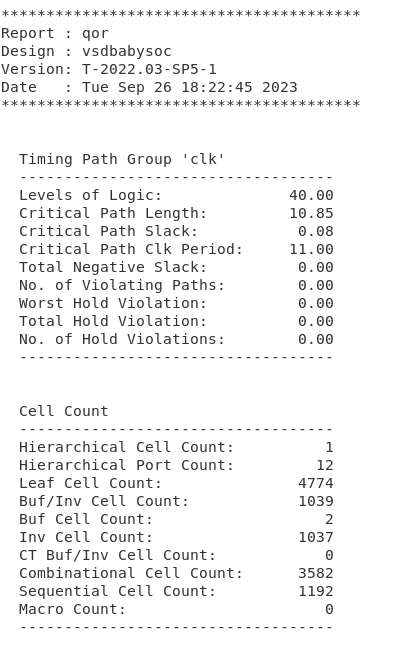 ****************************************
Report : qor
Design : vsdbabysoc
Version: T-2022.03-SP5-1
Date   : Tue Sep 26 18:22:45 2023
****************************************
  Timing Path Group 'clk'
  -----------------------------------
  Levels of Logic:              40.00
  Critical Path Length:         10.85
  Critical Path Slack:           0.08
  Critical Path Clk Period:     11.00
  Total Negative Slack:          0.00
  No. of Violating Paths:        0.00
  Worst Hold Violation:          0.00
  Total Hold Violation:          0.00
  No. of Hold Violations:        0.00
  -----------------------------------
  Cell Count
  -----------------------------------
  Hierarchical Cell Count:          1
  Hierarchical Port Count:         12
  Leaf Cell Count:               4774
  Buf/Inv Cell Count:            1039
  Buf Cell Count:                   2
  Inv Cell Count:                1037
  CT Buf/Inv Cell Count:            0
  Combinational Cell Count:      3582
  Sequential Cell Count:         1192
  Macro Count:                      0
  -----------------------------------